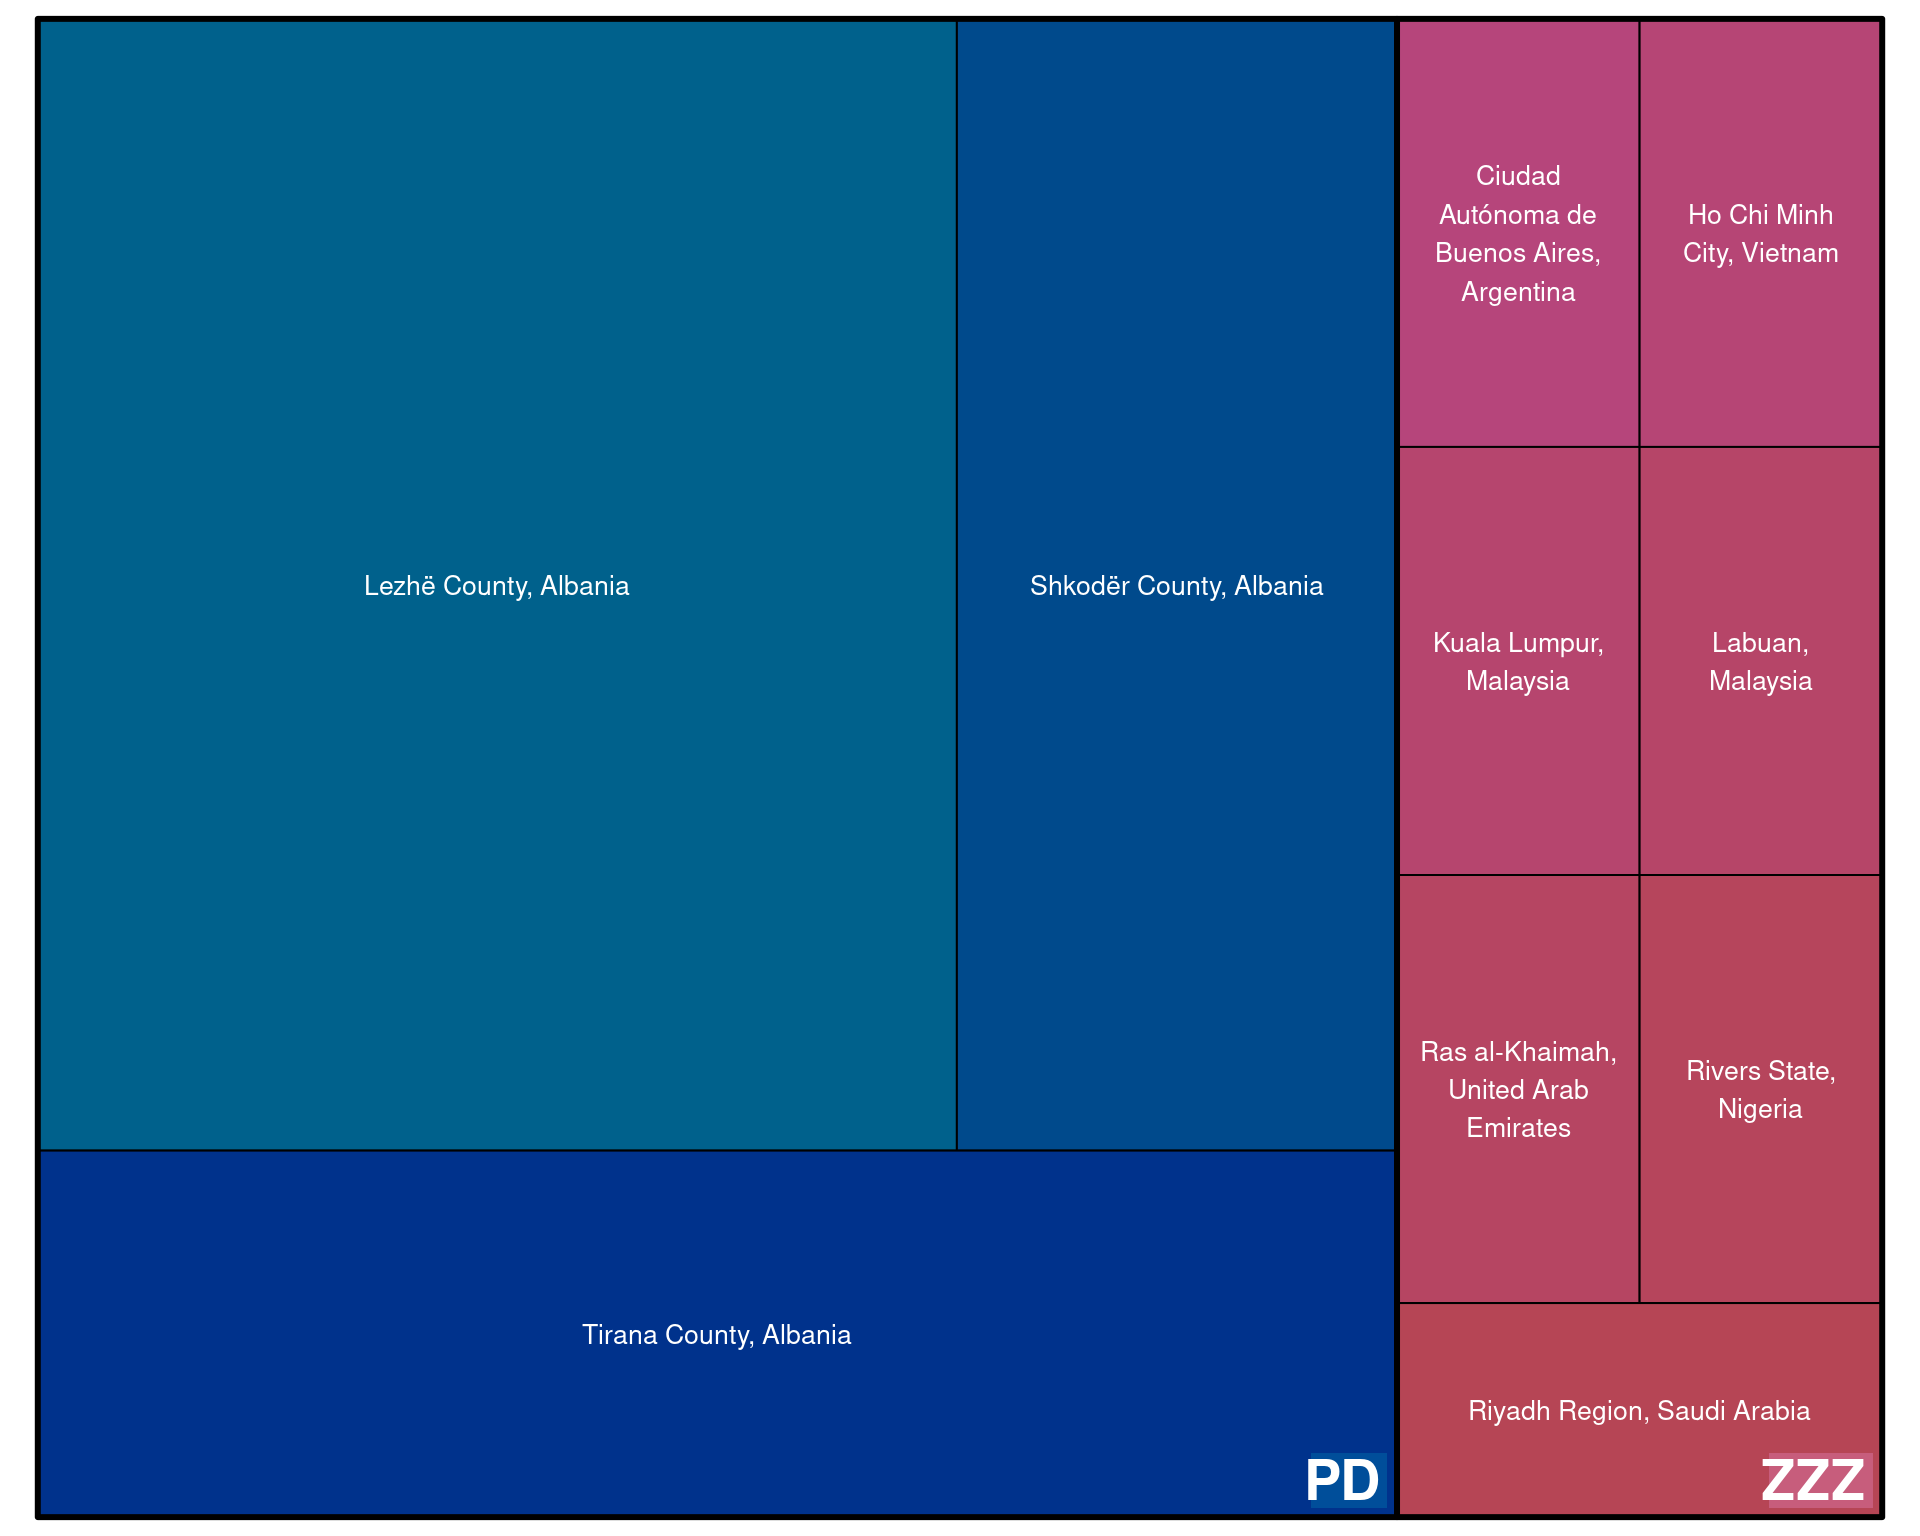 Lezhë County, Albania
Shkodër County, Albania
Tirana County, Albania
PD
Ciudad
Autónoma de
Buenos Aires,
Argentina
Ho Chi Minh
City, Vietnam
Kuala Lumpur,
Malaysia
Labuan,
Malaysia
Ras al-Khaimah,
United Arab
Emirates
Rivers State,
Nigeria
Riyadh Region, Saudi Arabia
ZZZ